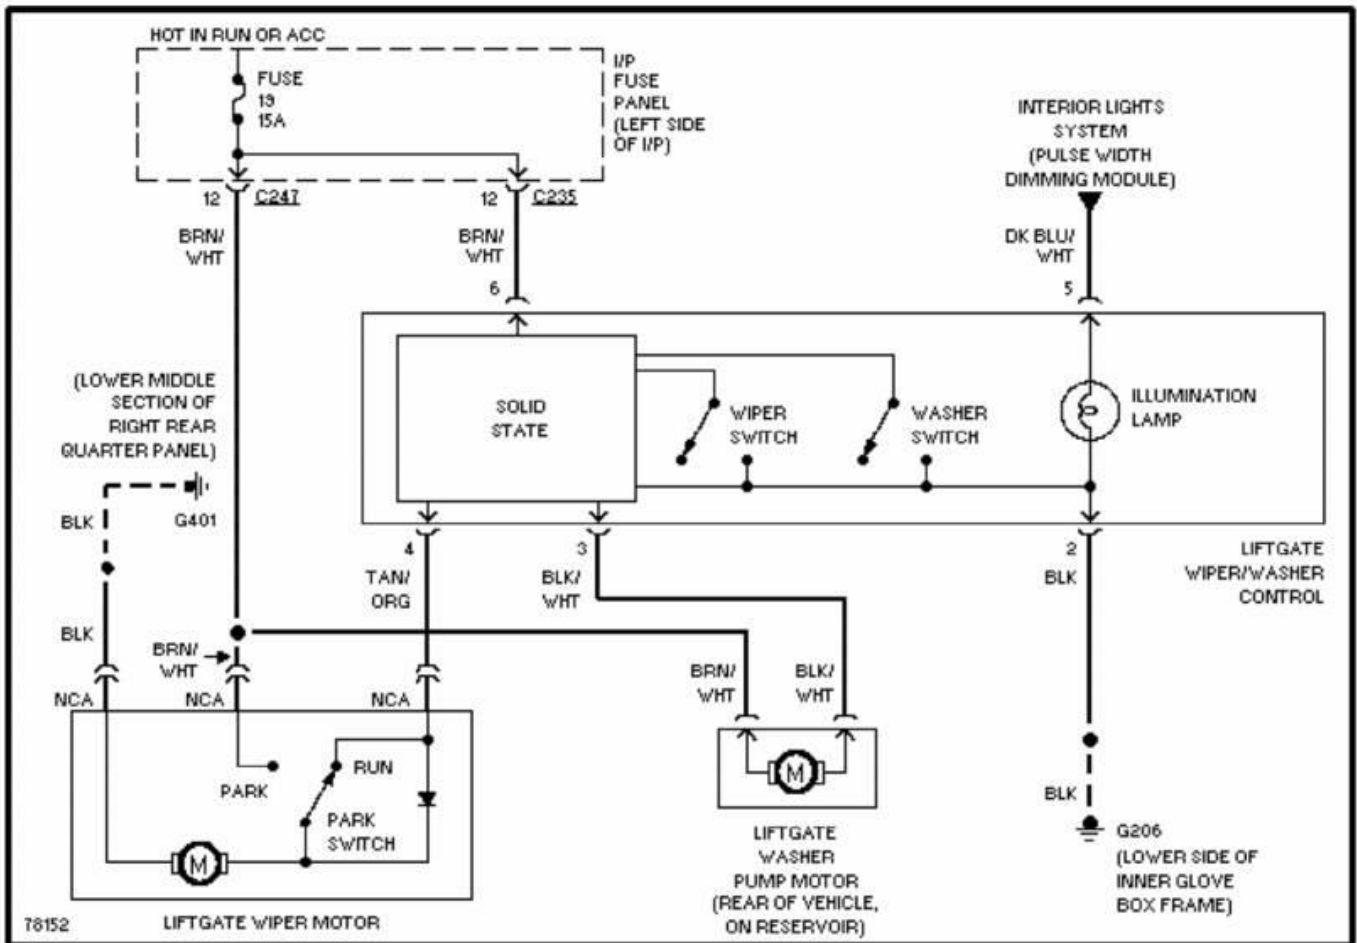 HOT IN RUN OR ACC
FUSE
19
15A
I/P
FUSE
PANEL
(LEFT SIDE
OF I/P)
INTERIOR LIGHTS
SYSTEM
(PULSE WIDTH
DIMMING MODULE)
12
C247
12
C235
BRN/
WHT
BRN/
WHT
DK BLU/
WHT
6
5
(LOWER MIDDLE
SECTION OF
RIGHT REAR
QUARTER PANEL)
SOLID
STATE
WIPER
SWITCH
WASHER
SWITCH
ILLUMINATION
LAMP
BLK
G401
4
3
2
TAN/
ORG
BLK/
WHT
BLK
LIFTGATE
WIPER/WASHER
CONTROL
BLK
BRN/
WHT
BRN/
WHT
BLK/
WHT
NCA
NCA
NCA
RUN
PARK
PARK
SWITCH
M
M
BLK
G206
(LOWER SIDE OF
INNER GLOVE
BOX FRAME)
LIFTGATE
WASHER
PUMP MOTOR
(REAR OF VEHICLE,
ON RESERVOIR)
78152
LIFTGATE WIPER MOTOR